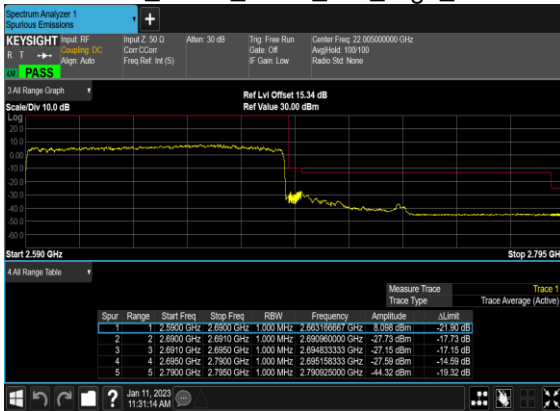 Spectrum Analyzer 1
Spurious Emissions
+
KEYSIGHT
R T
PASS
Input: RF
Coupling: DC
Align: Auto
Input Z: 50 Ω
Corr CCorr
Freq Ref: Int (S)
Atten: 30 dB
Trig: Free Run
Gate: Off
IF Gain: Low
Center Freq: 22.005000000 GHz
Avg|Hold: 100/100
Radio Std: None
3 All Range Graph
Scale/Div 10.0 dB
Ref Lvl Offset 15.34 dB
Ref Value 30.00 dBm
Log
20.0
10.0
0.00
-10.0
-20.0
-30.0
-40.0
-50.0
-60.0
Start 2.590 GHz
Stop 2.795 GH
4 All Range Table
Measure Trace Trace 1
Trace Type Trace Average (Active)
Spur Range Start Freq Stop Freq RBW Frequency Amplitude ΔLimit
1 1 2.5900 GHz 2.6900 GHz 1.000 MHz 2.663166667 GHz 8.098 dBm -21.90 dB
2 2 2.6900 GHz 2.6910 GHz 1.000 MHz 2.690960000 GHz -27.73 dBm -17.73 dB
3 3 2.6910 GHz 2.6950 GHz 1.000 MHz 2.694833333 GHz -27.15 dBm -17.15 dB
4 4 2.6950 GHz 2.7900 GHz 1.000 MHz 2.695158333 GHz -27.59 dBm -14.59 dB
5 5 2.7900 GHz 2.7950 GHz 1.000 MHz 2.790925000 GHz -44.32 dBm -19.32 dB
?
Jan 11, 2023
11:31:14 AM